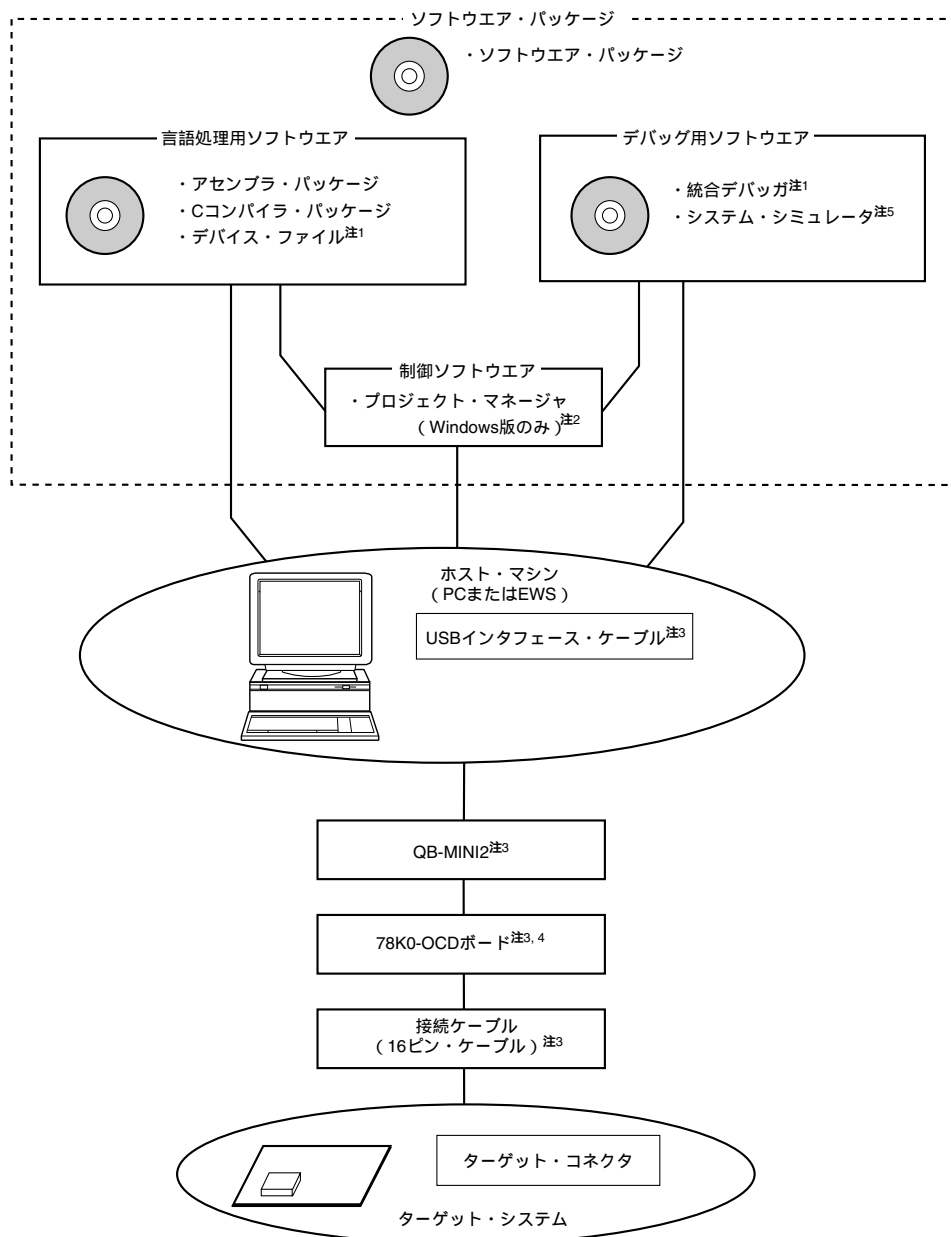 ソフトウエア・パッケージ
・ソフトウエア・パッケージ
言語処理用ソフトウエア
・アセンブラ・パッケージ
・Cコンパイラ・パッケージ
・デバイス・ファイル注1
デバッグ用ソフトウエア
・統合デバッガ注1
・システム・シミュレータ注5
制御ソフトウエア
・プロジェクト・マネージャ
（Windows版のみ）注2
ホスト・マシン
（PCまたはEWS）
USBインタフェース・ケーブル注3
QB-MINI2注3
78K0-OCDボード注3, 4
接続ケーブル
（16ピン・ケーブル）注3
ターゲット・コネクタ
ターゲット・システム